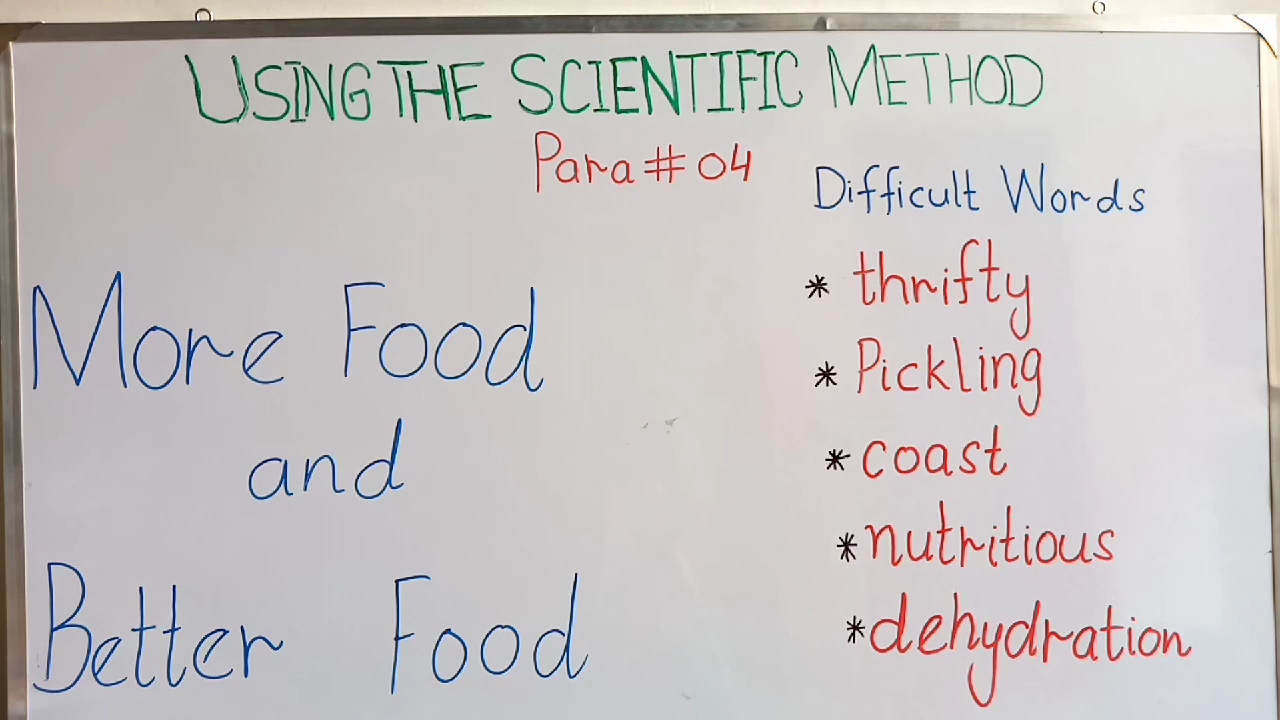 USING THE SCIENTIFIC METHOD
Para # 04
Difficult Words
More Food
and
Better Food
* thrifty
* Pickling
* coast
* nutritious
* dehydration